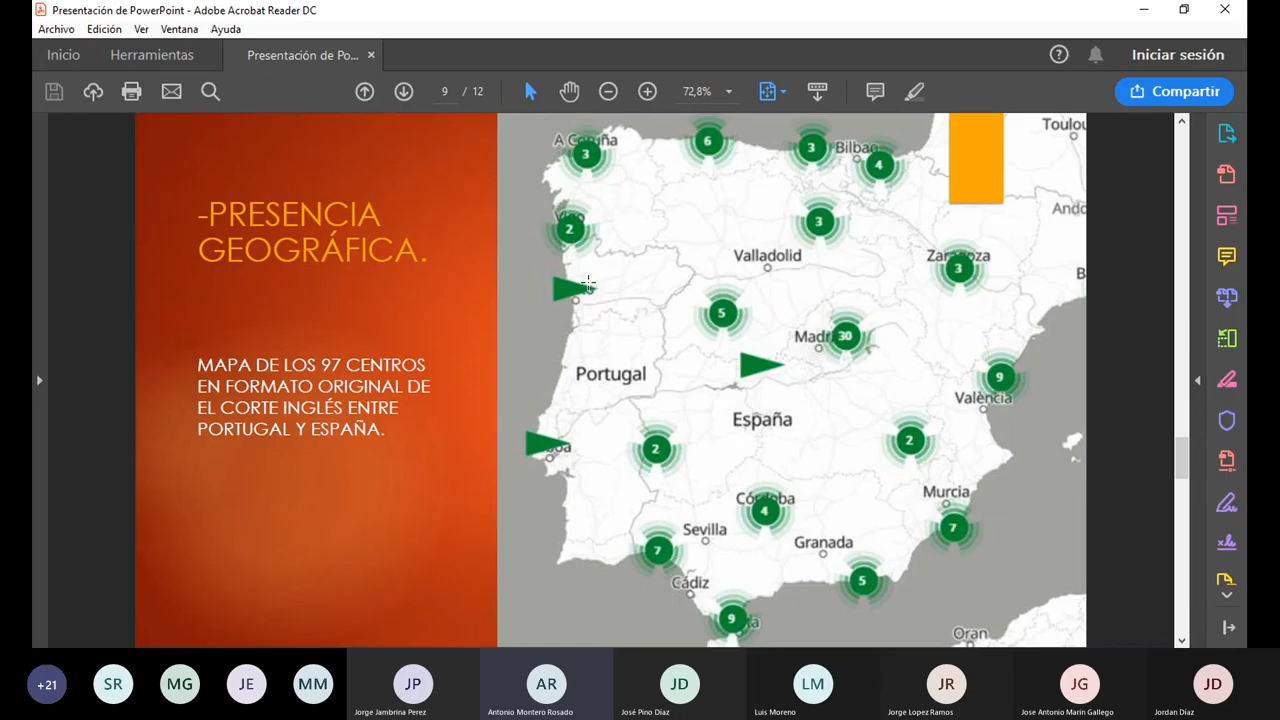 Presentación de PowerPoint - Adobe Acrobat Reader DC
Archivo Edición Ver Ventana Ayuda
Inicio Herramientas Presentación de Po... × Iniciar sesión
9 / 12 72,8% Compartir
-PRESENCIA
GEOGRÁFICA.
MAPA DE LOS 97 CENTROS
EN FORMATO ORIGINAL DE
EL CORTE INGLÉS ENTRE
PORTUGAL Y ESPAÑA.
A Coruña
3
6
3
Bilbao
4
Toulou
Ando
2
3
Valladolid
Zaragoza
3
B
5
Madrid
30
Portugal
9
València
España
2
2
Córdoba
4
Murcia
7
Sevilla
7
Granada
Cádiz
5
9
Oran
+21 SR MG JE MM JP AR JD LM JR JG JD
Jorge Jambrina Perez Antonio Montero Rosado José Pino Díaz Luis Moreno Jorge Lopez Ramos Jose Antonio Marin Gallego Jordan Díaz